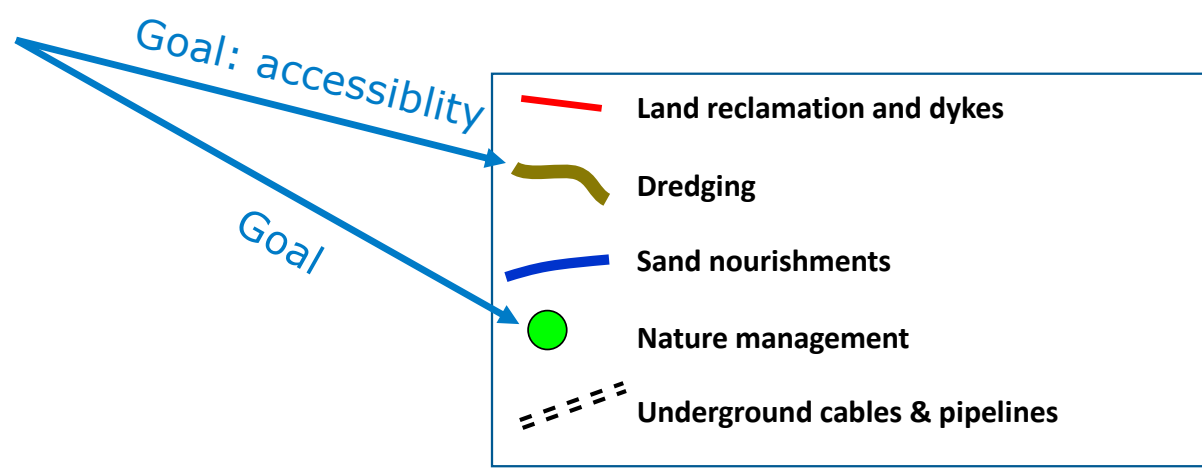 Goal: accessiblity
Land reclamation and dykes
Dredging
Goal
Sand nourishments
Nature management
Underground cables & pipelines